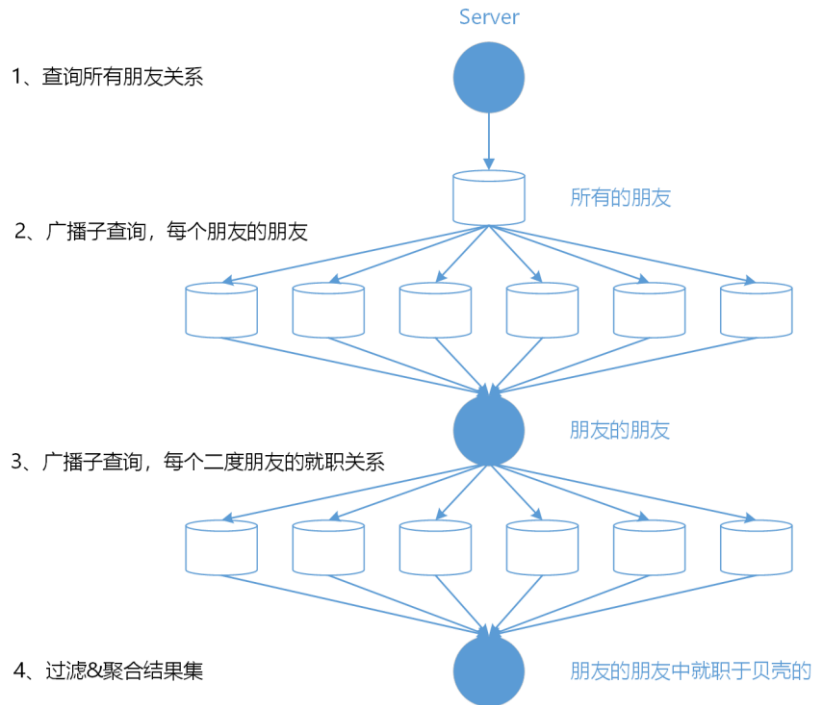 Server
1、查询所有朋友关系
所有的朋友
2、广播子查询，每个朋友的朋友
朋友的朋友
3、广播子查询，每个二度朋友的就职关系
4、过滤&聚合结果集
朋友的朋友中就职于贝壳的